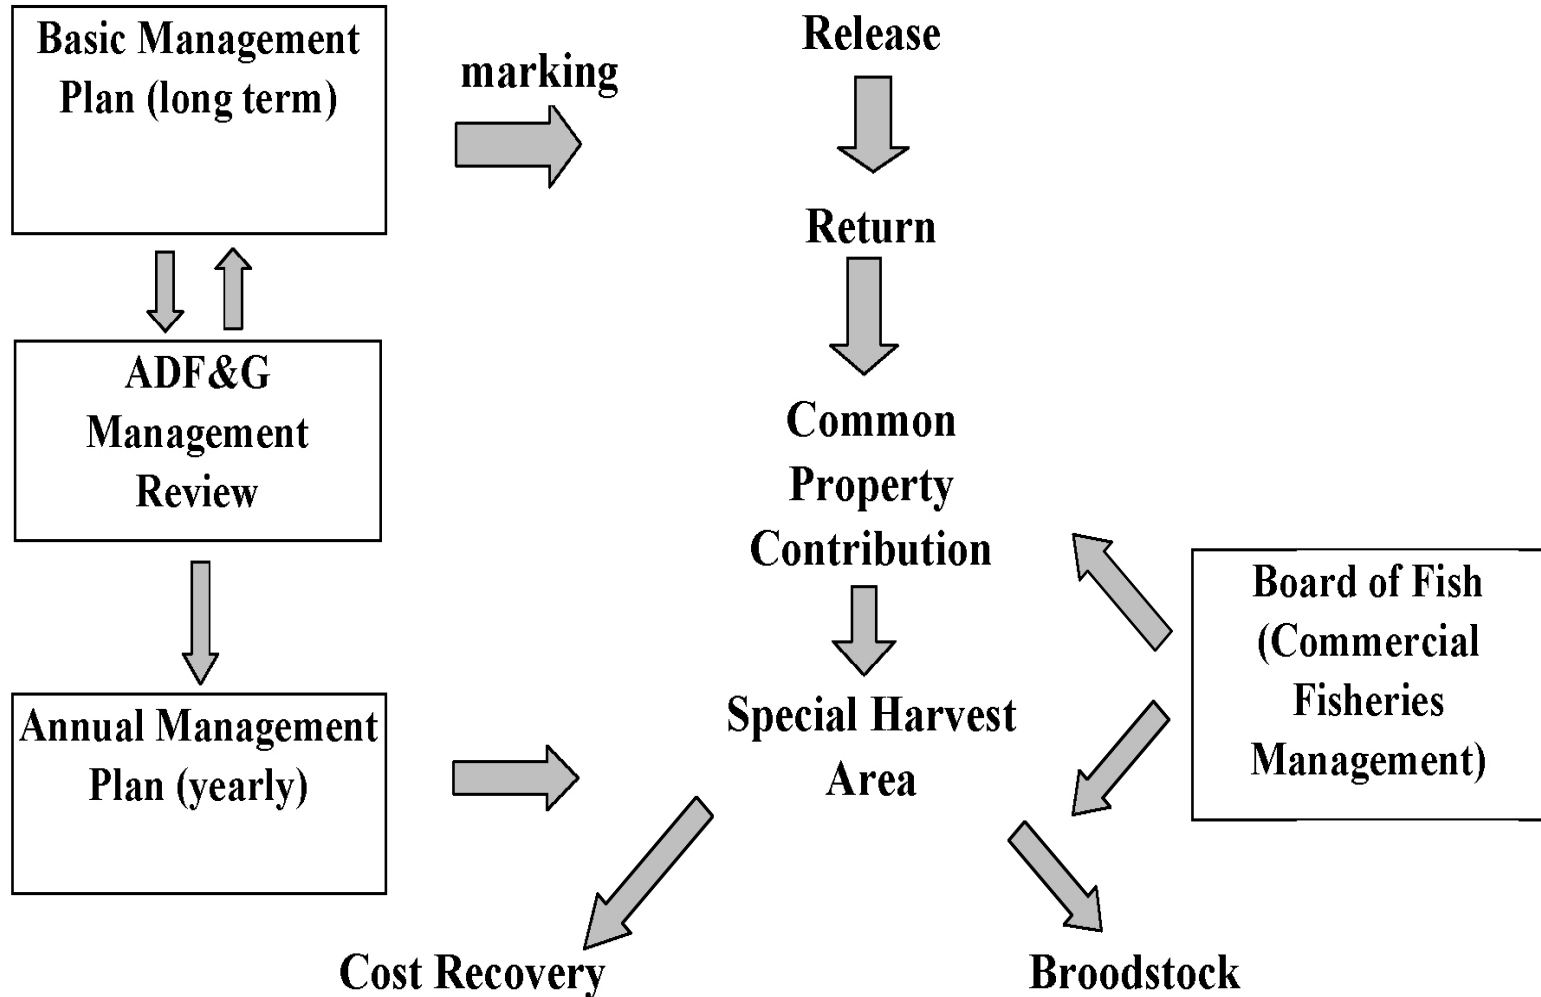 Basic Management
Plan (long term)
marking
Release
Return
ADF&G
Management
Review
Common
Property
Contribution
Board of Fish
(Commercial
Fisheries
Management)
Annual Management
Plan (yearly)
Special Harvest
Area
Cost Recovery
Broodstock